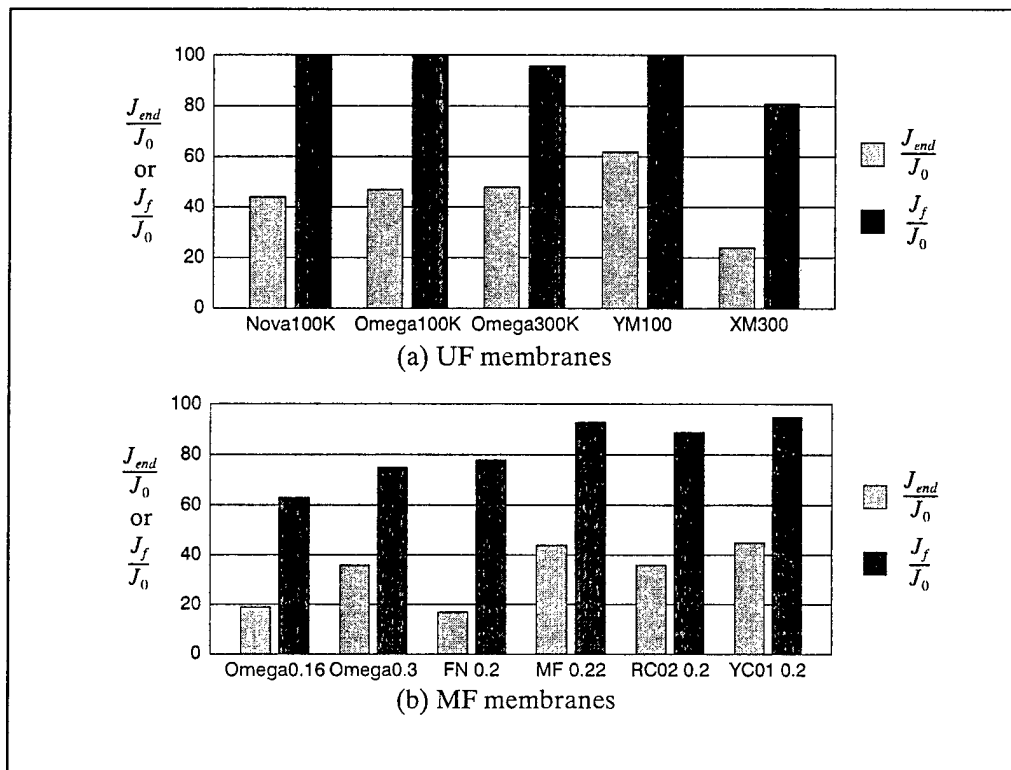 100
80
60
40
20
0
J_end/J_0
or
J_f/J_0
J_end/J_0
J_f/J_0
Nova100K Omega100K Omega300K YM100 XM300
(a) UF membranes
100
80
60
40
20
0
J_end/J_0
or
J_f/J_0
J_end/J_0
J_f/J_0
Omega0.16 Omega0.3 FN 0.2 MF 0.22 RC02 0.2 YC01 0.2
(b) MF membranes